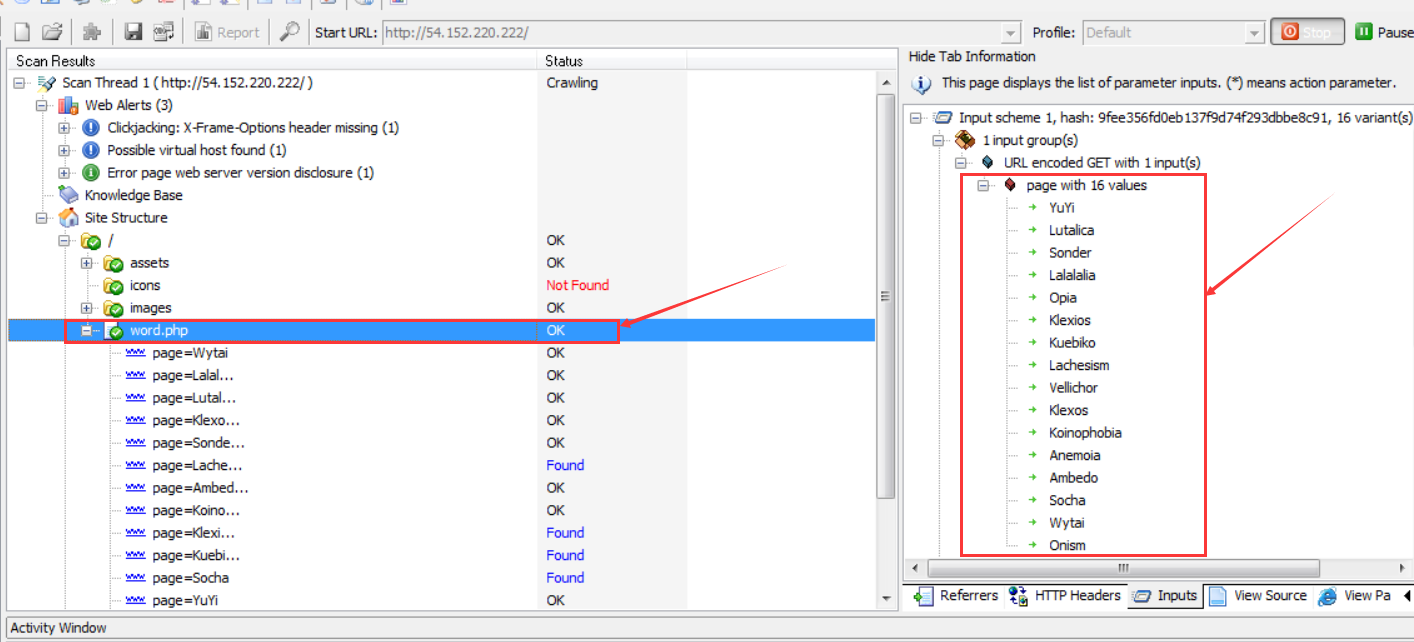 Report Start URL: http://54.152.220.222/ Profile: Default Stop Pause
Scan Results Status
Scan Thread 1 ( http://54.152.220.222/ ) Crawling
Web Alerts (3)
Clickjacking: X-Frame-Options header missing (1)
Possible virtual host found (1)
Error page web server version disclosure (1)
Knowledge Base
Site Structure
/ OK
assets OK
icons Not Found
images OK
word.php OK
page=Wytai OK
page=Lalal... OK
page=Lutal... OK
page=Klexo... OK
page=Sonde... OK
page=Lache... Found
page=Ambed... OK
page=Koino... OK
page=Klexi... Found
page=Kuebi... Found
page=Socha Found
page=YuYi OK
Hide Tab Information
This page displays the list of parameter inputs. (*) means action parameter.
Input scheme 1, hash: 9fee356fd0eb137f9d74f293dbbe8c91, 16 variant(s)
1 input group(s)
URL encoded GET with 1 input(s)
page with 16 values
YuYi
Lutalica
Sonder
Lalalalia
Opia
Klexios
Kuebiko
Lachesism
Vellichor
Klexos
Koinophobia
Anemoia
Ambedo
Socha
Wytai
Onism
Referrers HTTP Headers Inputs View Source View Pa
Activity Window